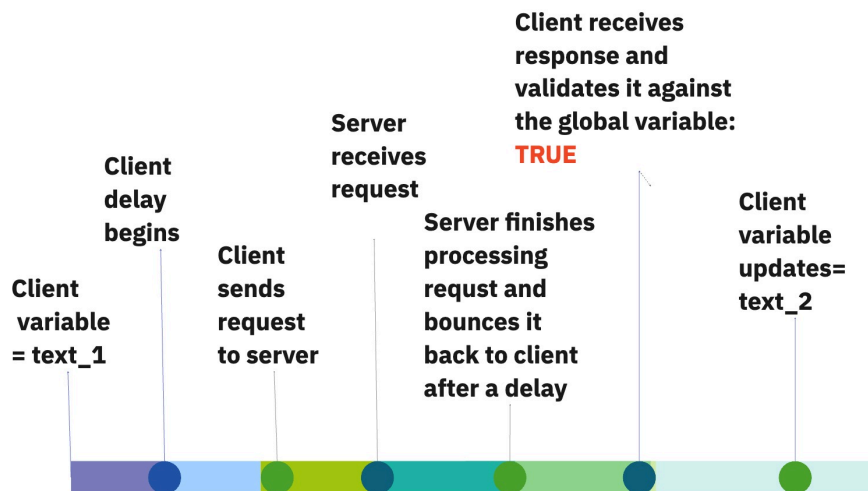 Client
variable
= text_1
Client
delay
begins
Client
sends
request
to server
Server
receives
request
Server finishes
processing
requst and
bounces it
back to client
after a delay
Client receives
response and
validates it against
the global variable:
TRUE
Client
variable
updates=
text_2